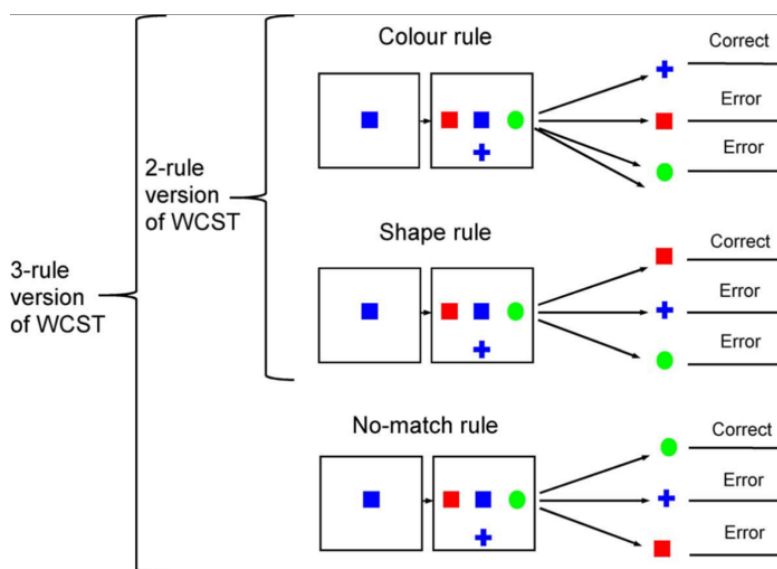 Colour rule
Correct
Error
Error
2-rule
version
of WCST
Shape rule
Correct
Error
Error
3-rule
version
of WCST
No-match rule
Correct
Error
Error